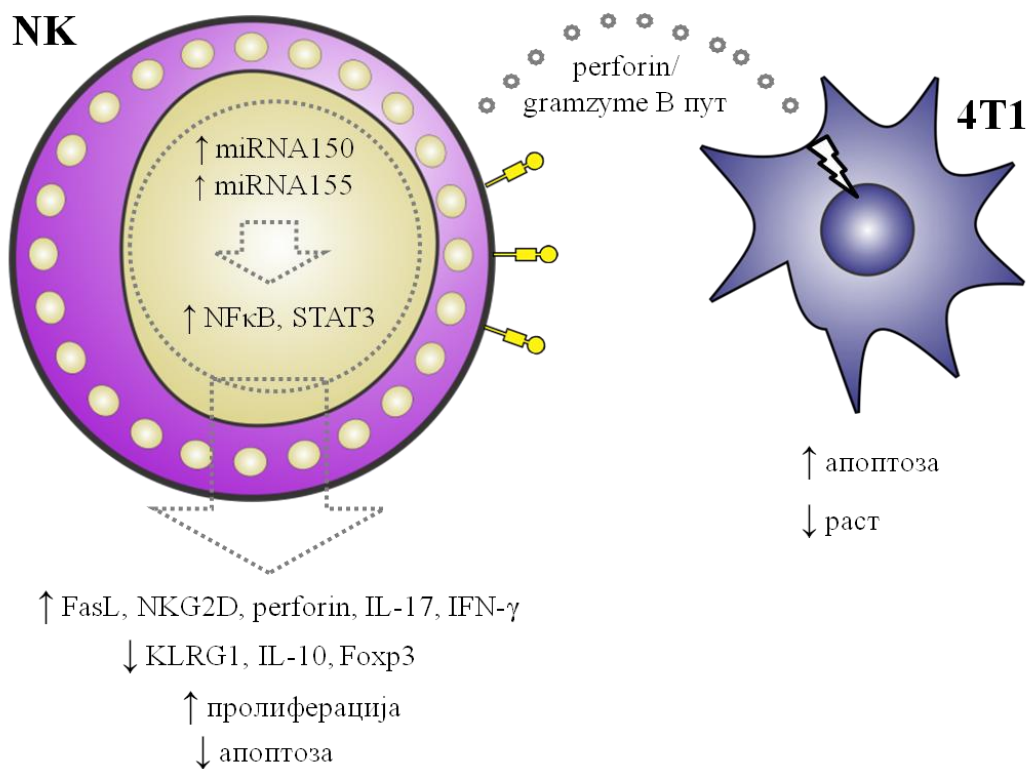 NK
perforin/
gramzyme B пут
4T1
↑ miRNA150
↑ miRNA155
↑ NFκB, STAT3
↑ апоптоза
↓ раст
↑ FasL, NKG2D, perforin, IL-17, IFN-γ
↓ KLRG1, IL-10, Foxp3
↑ пролиферација
↓ апоптоза